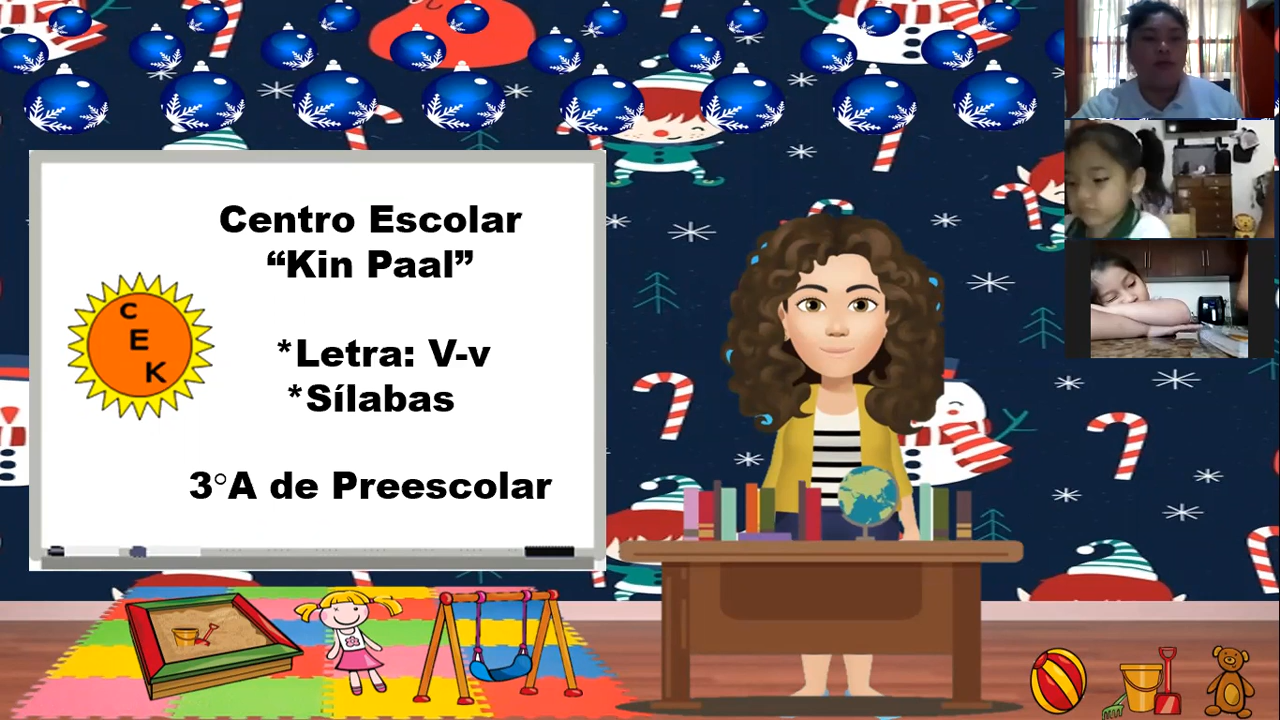 Centro Escolar
“Kin Paal”
C
E
K
*Letra: V-v
*Sílabas
3°A de Preescolar